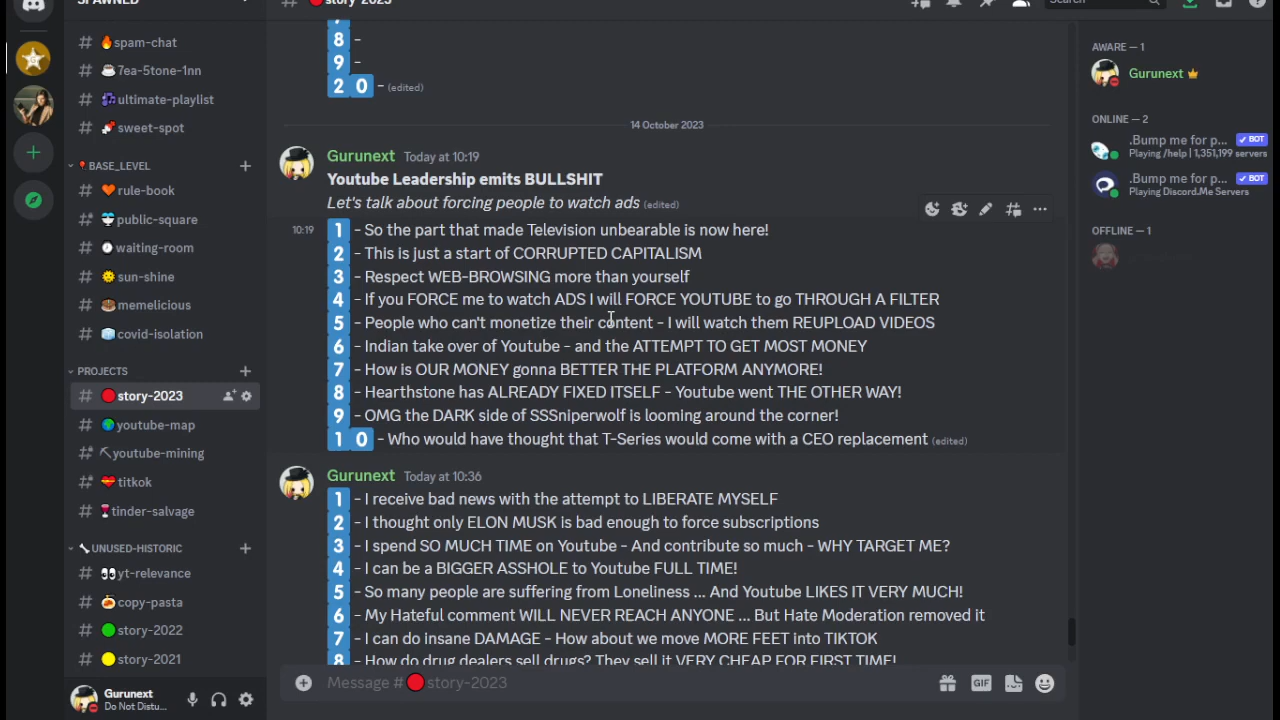 SPAWNED
spam-chat
7ea-5tone-1nn
ultimate-playlist
sweet-spot
BASE_LEVEL
rule-book
public-square
waiting-room
sun-shine
memelicious
covid-isolation
PROJECTS
story-2023
youtube-map
youtube-mining
titkok
tinder-salvage
UNUSED-HISTORIC
yt-relevance
copy-pasta
story-2022
story-2021
Gurunext
Do Not Distu...
story-2023
Search
8 -
9 -
2 0 - (edited)
14 October 2023
Gurunext Today at 10:19
Youtube Leadership emits BULLSHIT
Let's talk about forcing people to watch ads (edited)
10:19
1 - So the part that made Television unbearable is now here!
2 - This is just a start of CORRUPTED CAPITALISM
3 - Respect WEB-BROWSING more than yourself
4 - If you FORCE me to watch ADS I will FORCE YOUTUBE to go THROUGH A FILTER
5 - People who can't monetize their content - I will watch them REUPLOAD VIDEOS
6 - Indian take over of Youtube - and the ATTEMPT TO GET MOST MONEY
7 - How is OUR MONEY gonna BETTER THE PLATFORM ANYMORE!
8 - Hearthstone has ALREADY FIXED ITSELF - Youtube went THE OTHER WAY!
9 - OMG the DARK side of SSSniperwolf is looming around the corner!
1 0 - Who would have thought that T-Series would come with a CEO replacement (edited)
Gurunext Today at 10:36
1 - I receive bad news with the attempt to LIBERATE MYSELF
2 - I thought only ELON MUSK is bad enough to force subscriptions
3 - I spend SO MUCH TIME on Youtube - And contribute so much - WHY TARGET ME?
4 - I can be a BIGGER ASSHOLE to Youtube FULL TIME!
5 - So many people are suffering from Loneliness ... And Youtube LIKES IT VERY MUCH!
6 - My Hateful comment WILL NEVER REACH ANYONE ... But Hate Moderation removed it
7 - I can do Insane DAMAGE - How about we move MORE FEET into TIKTOK
8 - How do drug dealers sell drugs? They sell it VERY CHEAP FOR FIRST TIME!
Message # story-2023
GIF
AWARE — 1
Gurunext
ONLINE — 2
.Bump me for p... BOT
Playing /help | 1,351,199 servers
.Bump me for p... BOT
Playing Discord.Me Servers
OFFLINE — 1